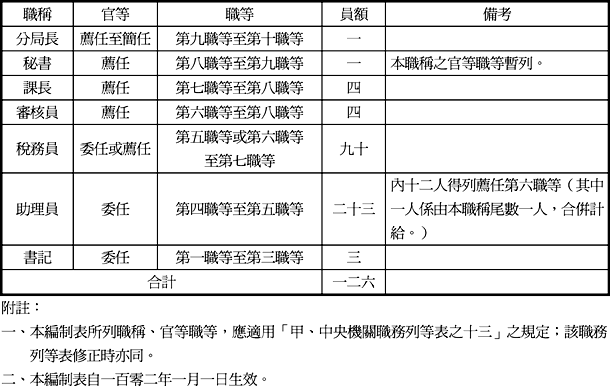 職稱 官等 職等 員額 備考
分局長 薦任至簡任 第九職等至第十職等 一
秘書 薦任 第八職等至第九職等 一 本職稱之官等職等暫列。
課長 薦任 第七職等至第八職等 四
審核員 薦任 第六職等至第八職等 四
稅務員 委任或薦任 第五職等或第六職等至第七職等 九十
助理員 委任 第四職等至第五職等 二十三 內十二人得列薦任第六職等（其中一人係由本職稱尾數一人，合併計給。）
書記 委任 第一職等至第三職等 三
合計 一二六
附註：
一、本編制表所列職稱、官等職等，應適用「甲、中央機關職務列等表之十三」之規定；該職務
列等表修正時亦同。
二、本編制表自一百零二年一月一日生效。